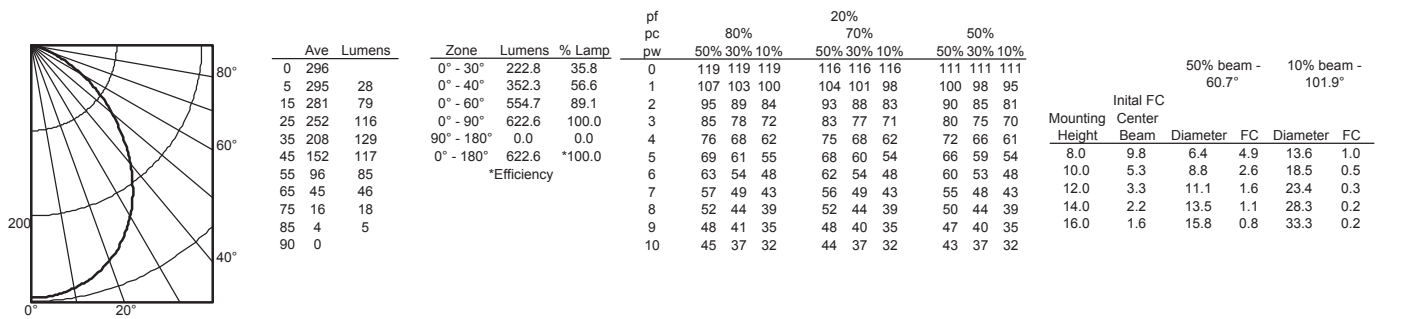 80°
60°
200
40°
0° 20°
Ave Lumens
0 296
5 295 28
15 281 79
25 252 116
35 208 129
45 152 117
55 96 85
65 45 46
75 16 18
85 4 5
90 0
Zone Lumens % Lamp
0° - 30° 222.8 35.8
0° - 40° 352.3 56.6
0° - 60° 554.7 89.1
0° - 90° 622.6 100.0
90° - 180° 0.0 0.0
0° - 180° 622.6 *100.0
*Efficiency
pf 20%
pc 80% 70% 50%
pw 50% 30% 10% 50% 30% 10% 50% 30% 10%
0 119 119 119 116 116 116 111 111 111
1 107 103 100 104 101 98 100 98 95
2 95 89 84 93 88 83 90 85 81
3 85 78 72 83 77 71 80 75 70
4 76 68 62 75 68 62 72 66 61
5 69 61 55 68 60 54 66 59 54
6 63 54 48 62 54 48 60 53 48
7 57 49 43 56 49 43 55 48 43
8 52 44 39 52 44 39 50 44 39
9 48 41 35 48 40 35 47 40 35
10 45 37 32 44 37 32 43 37 32
50% beam - 10% beam -
60.7° 101.9°
Inital FC
Mounting Center
Height Beam Diameter FC Diameter FC
8.0 9.8 6.4 4.9 13.6 1.0
10.0 5.3 8.8 2.6 18.5 0.5
12.0 3.3 11.1 1.6 23.4 0.3
14.0 2.2 13.5 1.1 28.3 0.2
16.0 1.6 15.8 0.8 33.3 0.2